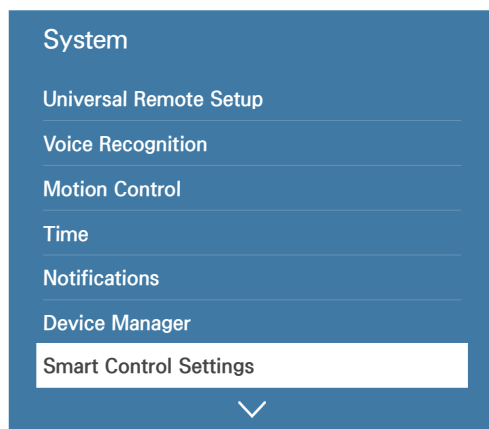 System
Universal Remote Setup
Voice Recognition
Motion Control
Time
Notifications
Device Manager
Smart Control Settings